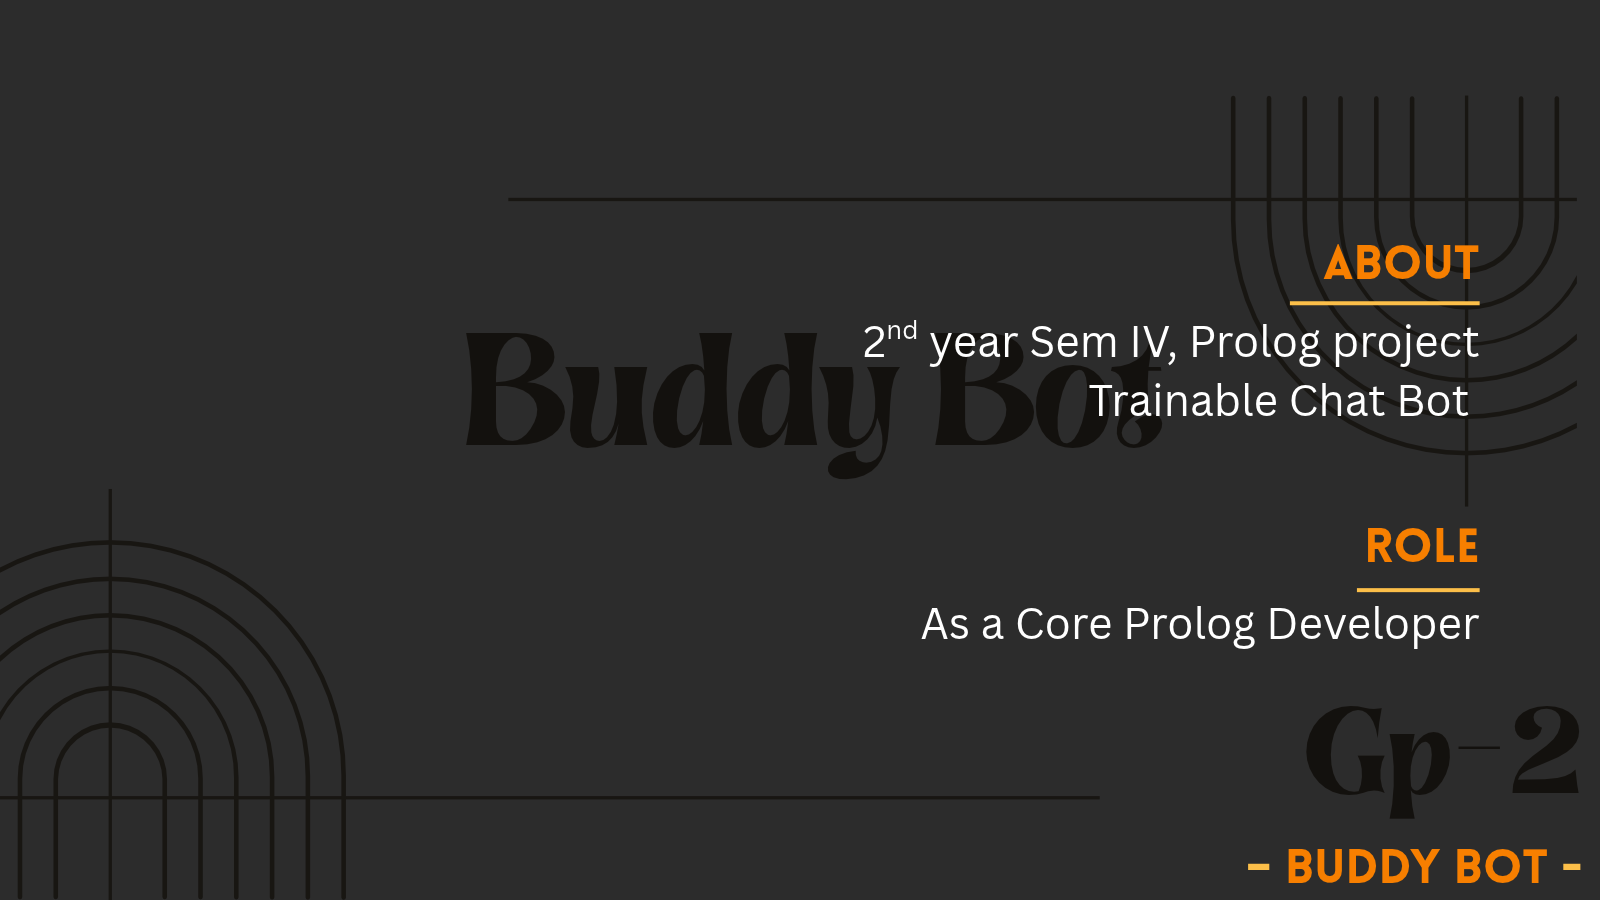 ABOUT
2nd year Sem IV, Prolog project
Trainable Chat Bot
Buddy Bot
ROLE
As a Core Prolog Developer
Gp-2
- BUDDY BOT -